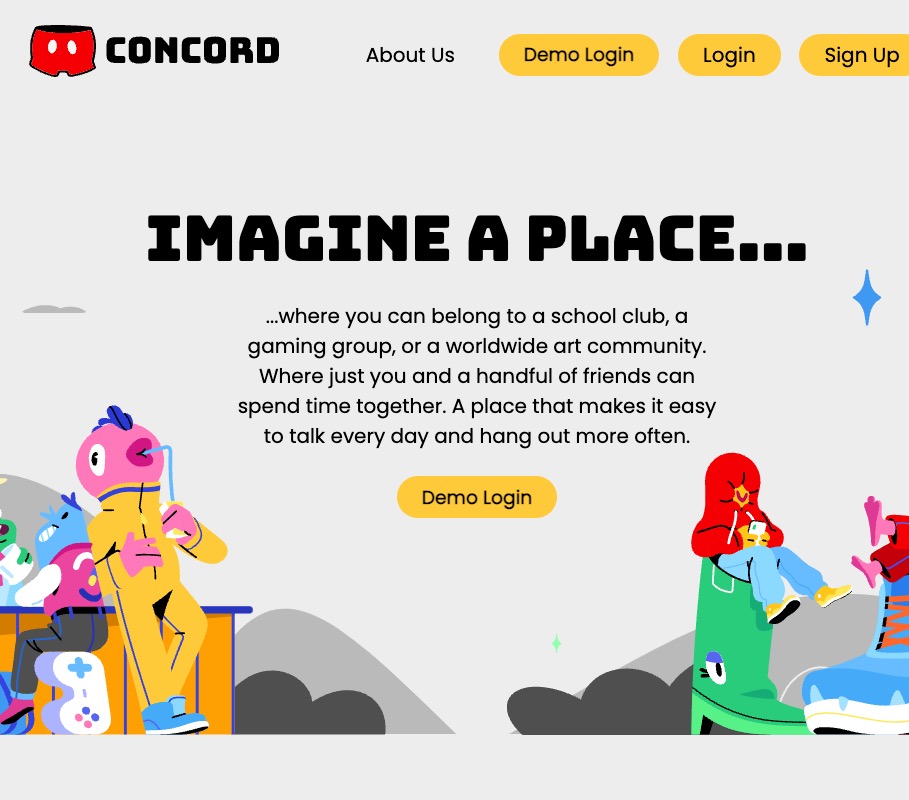 CONCORD
About Us
Demo Login
Login
Sign Up
IMAGINE A PLACE...
...where you can belong to a school club, a
gaming group, or a worldwide art community.
Where just you and a handful of friends can
spend time together. A place that makes it easy
to talk every day and hang out more often.
Demo Login